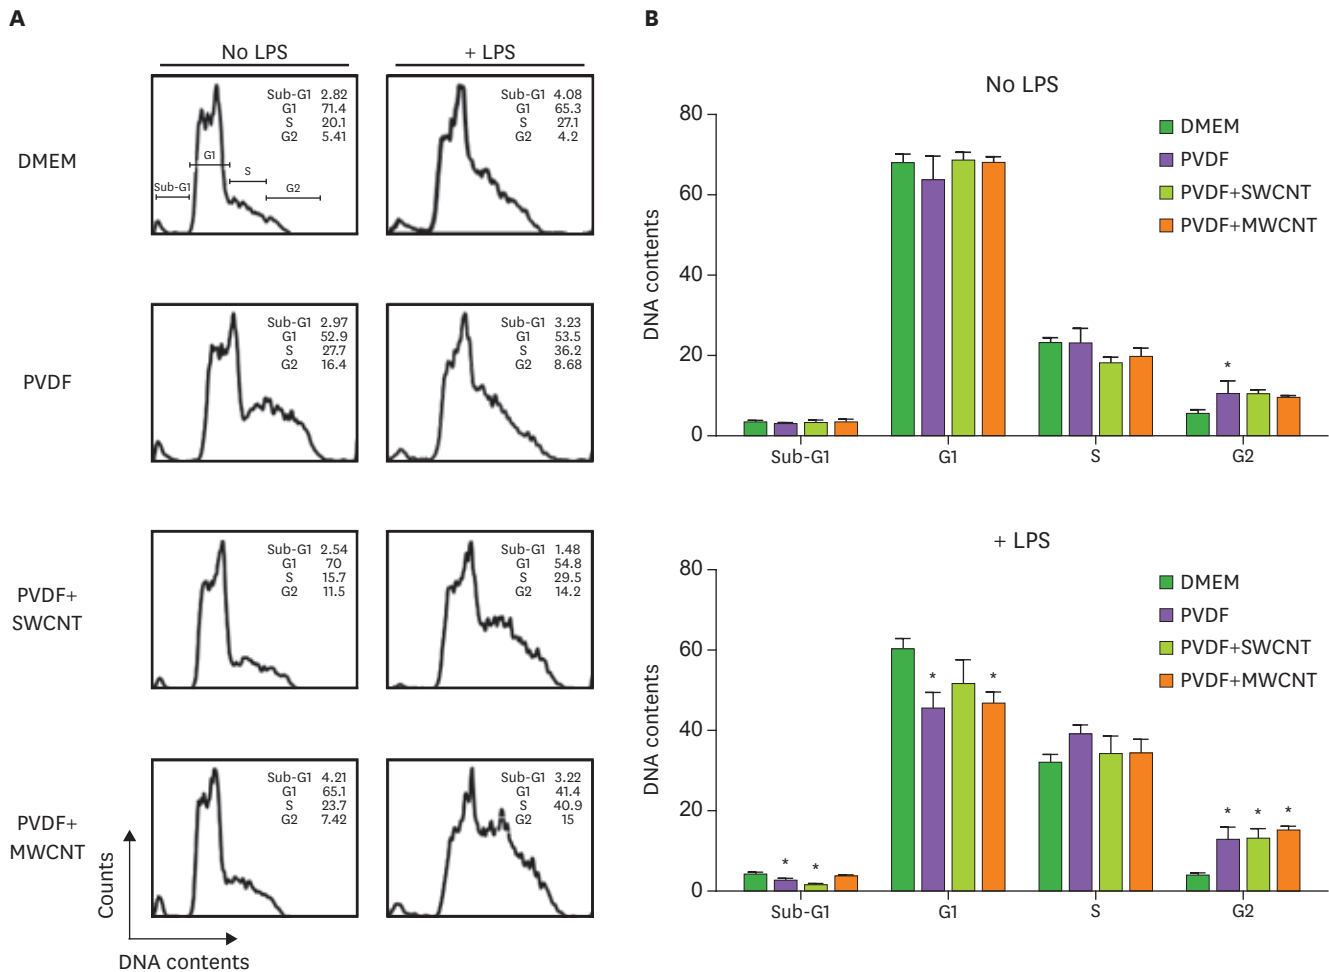 A
No LPS
+ LPS
DMEM
Sub-G1 2.82
G1 71.4
S 20.1
G2 5.41
Sub-G1
G1
S
G2
Sub-G1 4.08
G1 65.3
S 27.1
G2 4.2
PVDF
Sub-G1 2.97
G1 52.9
S 27.7
G2 16.4
Sub-G1 3.23
G1 53.5
S 36.2
G2 8.68
PVDF+
SWCNT
Sub-G1 2.54
G1 70
S 15.7
G2 11.5
Sub-G1 1.48
G1 54.8
S 29.5
G2 14.2
PVDF+
MWCNT
Sub-G1 4.21
G1 65.1
S 23.7
G2 7.42
Sub-G1 3.22
G1 41.4
S 40.9
G2 15
Counts
DNA contents
B
No LPS
DNA contents
80
60
40
20
0
DMEM
PVDF
PVDF+SWCNT
PVDF+MWCNT
*
Sub-G1 G1 S G2
+ LPS
DNA contents
80
60
40
20
0
DMEM
PVDF
PVDF+SWCNT
PVDF+MWCNT
* *
* *
* * *
Sub-G1 G1 S G2